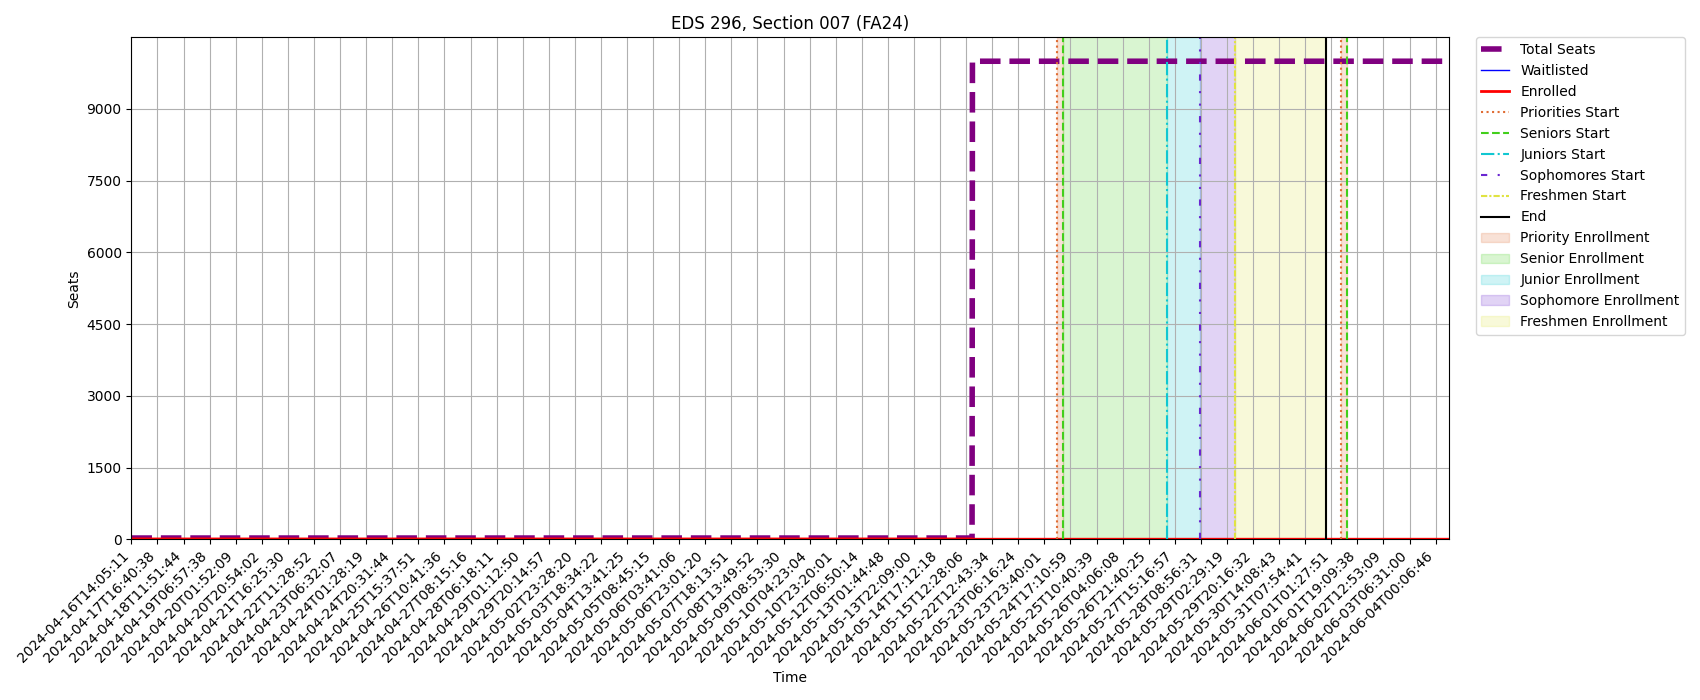 EDS 296, Section 007 (FA24)
Total Seats
Waitlisted
Enrolled
Priorities Start
Seniors Start
Juniors Start
Sophomores Start
Freshmen Start
End
Priority Enrollment
Senior Enrollment
Junior Enrollment
Sophomore Enrollment
Freshmen Enrollment
Seats
9000
7500
6000
4500
3000
1500
0
2024-04-16T14:05:11
2024-04-17T16:40:38
2024-04-18T11:51:44
2024-04-19T06:57:38
2024-04-20T01:52:09
2024-04-20T20:54:02
2024-04-21T16:25:30
2024-04-22T11:28:52
2024-04-23T06:32:07
2024-04-24T01:28:19
2024-04-24T20:31:44
2024-04-25T15:37:51
2024-04-26T10:41:36
2024-04-27T08:15:16
2024-04-28T06:18:11
2024-04-29T01:12:50
2024-04-29T20:14:57
2024-05-02T23:28:20
2024-05-03T18:34:22
2024-05-04T13:41:25
2024-05-05T08:45:15
2024-05-06T03:41:06
2024-05-06T23:01:20
2024-05-07T18:13:51
2024-05-08T13:49:52
2024-05-09T08:53:30
2024-05-10T04:23:04
2024-05-10T23:20:01
2024-05-12T06:50:14
2024-05-13T01:44:48
2024-05-13T22:09:00
2024-05-14T17:12:18
2024-05-15T12:28:06
2024-05-22T12:43:34
2024-05-23T06:16:24
2024-05-23T23:40:01
2024-05-24T17:10:59
2024-05-25T10:40:39
2024-05-26T04:06:08
2024-05-26T21:40:25
2024-05-27T15:16:57
2024-05-28T08:56:31
2024-05-29T02:29:19
2024-05-29T20:16:32
2024-05-30T14:08:43
2024-05-31T07:54:41
2024-06-01T01:27:51
2024-06-01T19:09:38
2024-06-02T12:53:09
2024-06-03T06:31:00
2024-06-04T00:06:46
Time